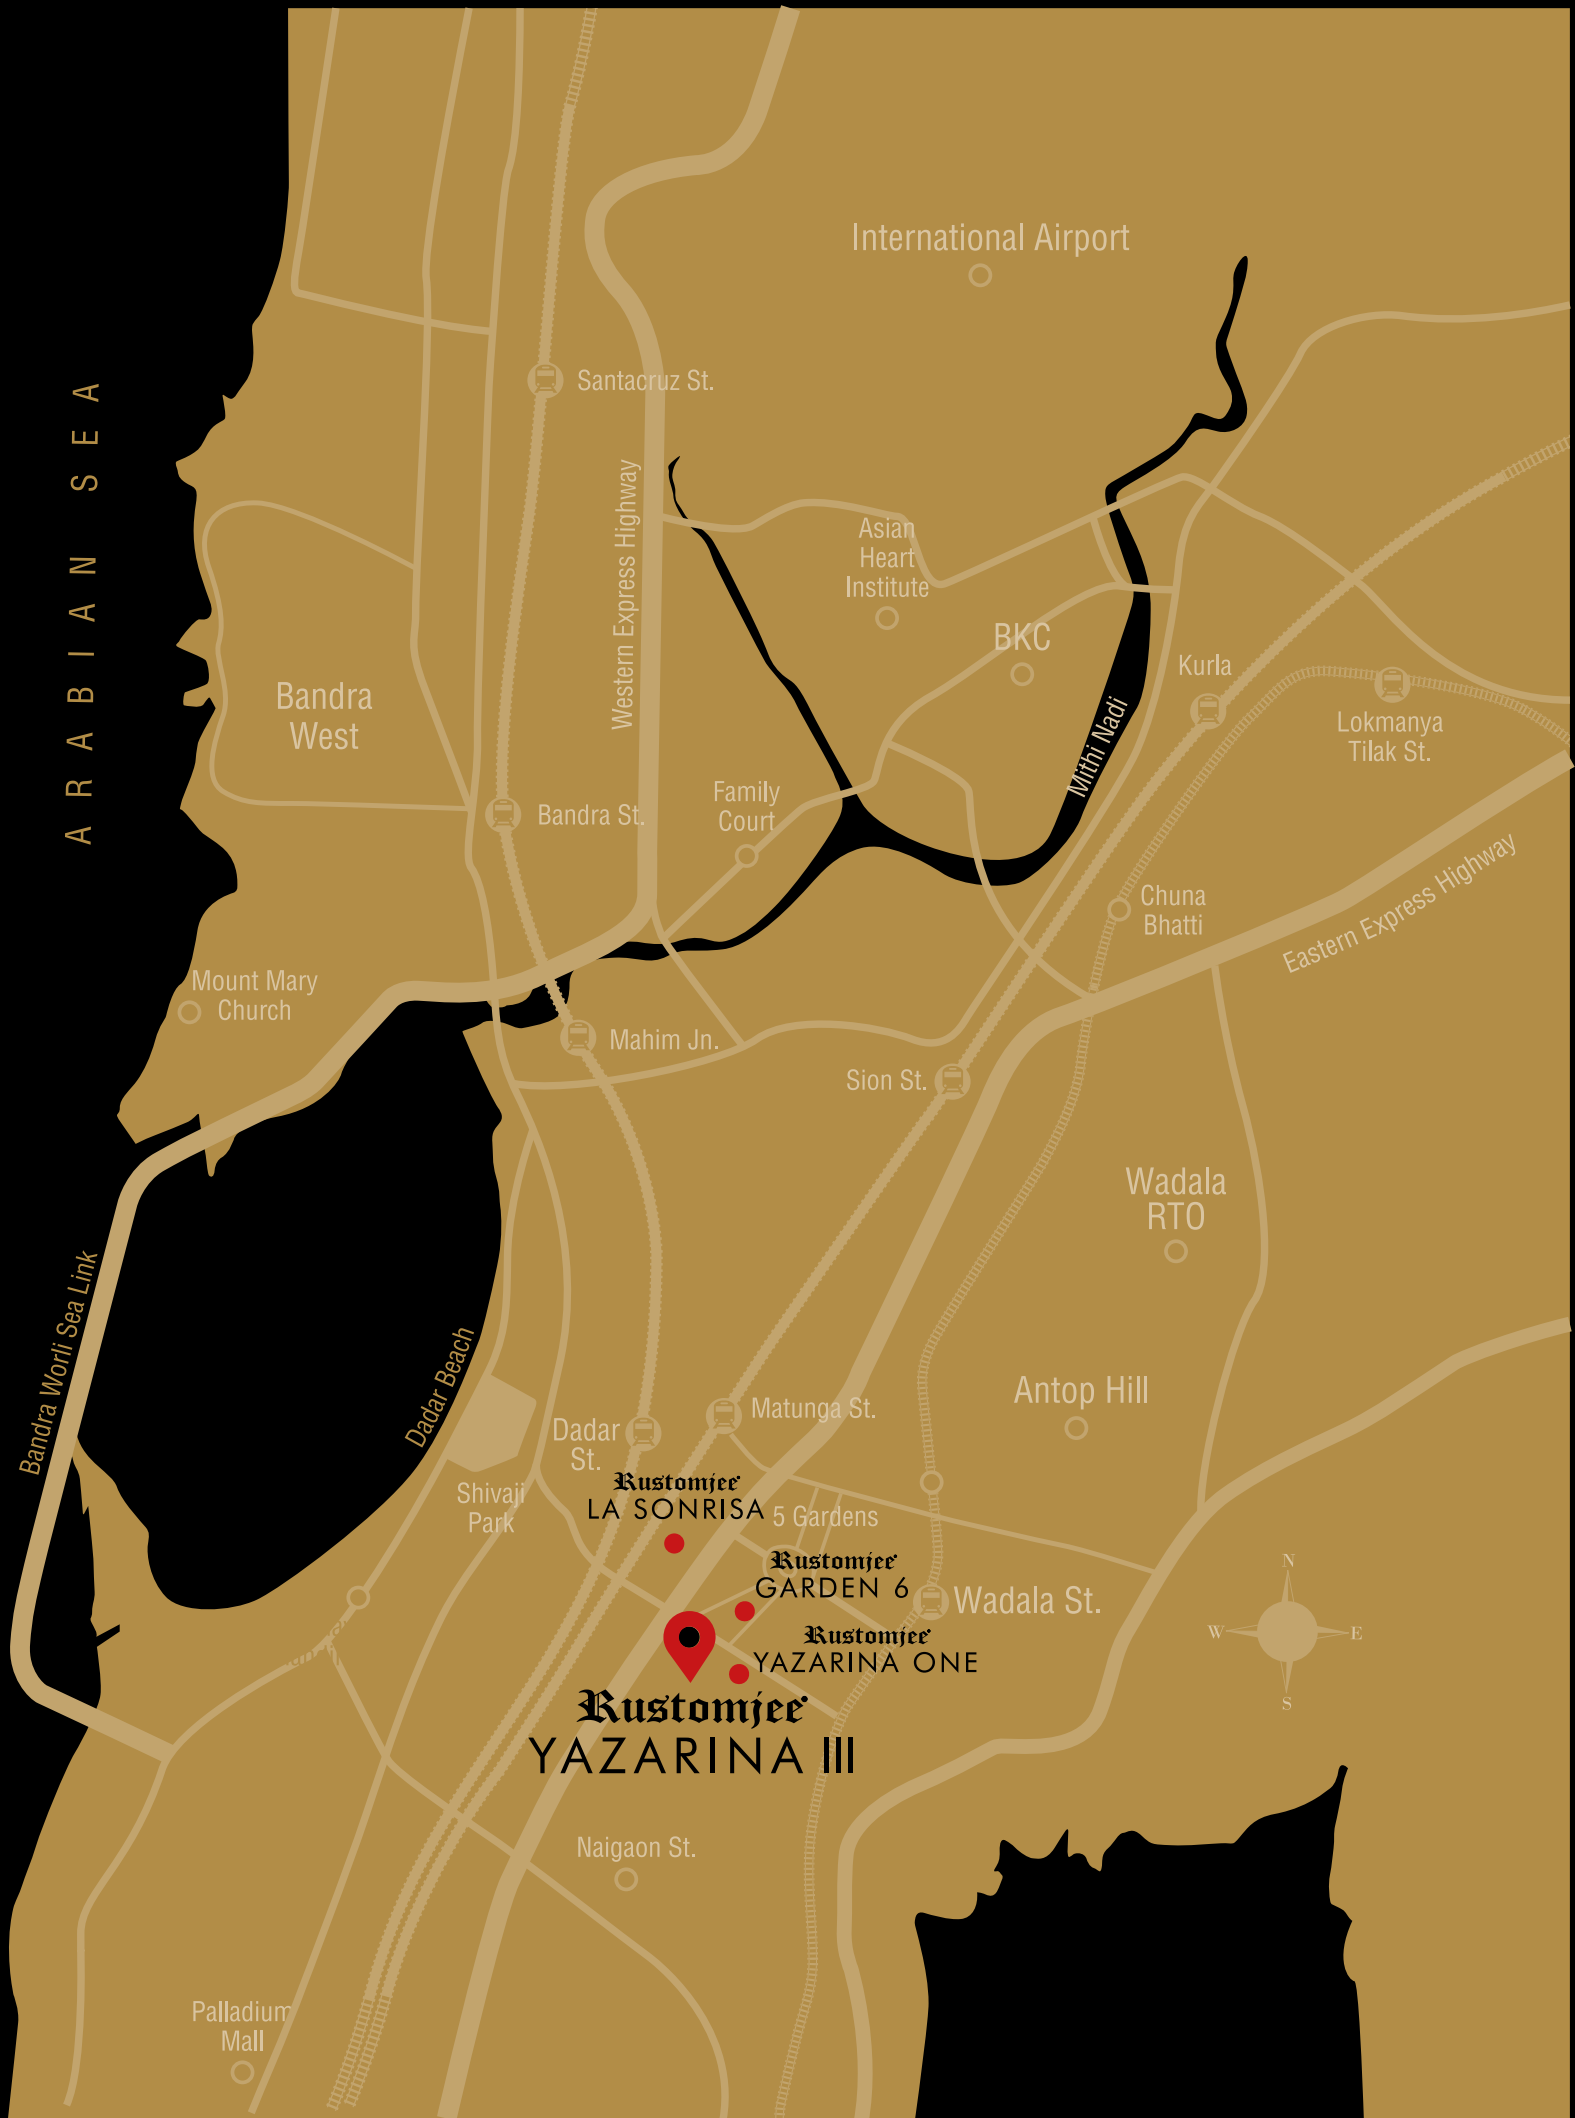 International Airport
Santacruz St.
ARABIAN SEA
Western Express Highway
Asian
Heart
Institute
BKC
Kurla
Lokmanya
Tilak St.
Bandra
West
Mithi Nadi
Family
Court
Bandra St.
Eastern Express Highway
Chuna
Bhatti
Mount Mary
Church
Mahim Jn.
Sion St.
Wadala
RTO
Bandra Worli Sea Link
Dadar Beach
Antop Hill
Matunga St.
Dadar
St.
Shivaji
Park
Rustomjee
LA SONRISA
5 Gardens
Rustomjee
GARDEN 6
Wadala St.
N
W
E
S
Rustomjee
YAZARINA ONE
Rustomjee
YAZARINA III
Naigaon St.
Palladium
Mall